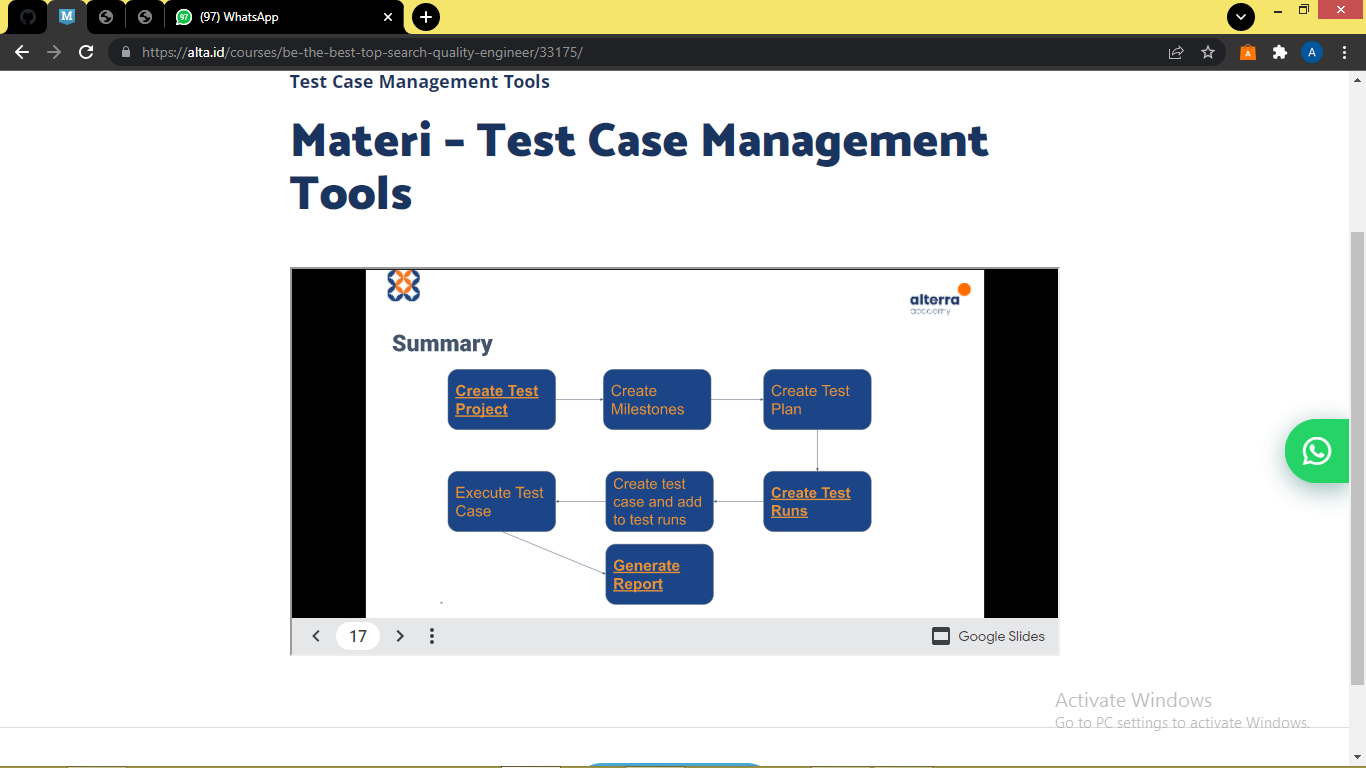 M
97
(97) WhatsApp
https://alta.id/courses/be-the-best-top-search-quality-engineer/33175/
A
A
Test Case Management Tools
Materi – Test Case Management
Tools
alterra
academy
Summary
Create Test
Project
Create
Milestones
Create Test
Plan
Execute Test
Case
Create test
case and add
to test runs
Create Test
Runs
Generate
Report
17
Google Slides
Activate Windows
Go to PC settings to activate Windows.